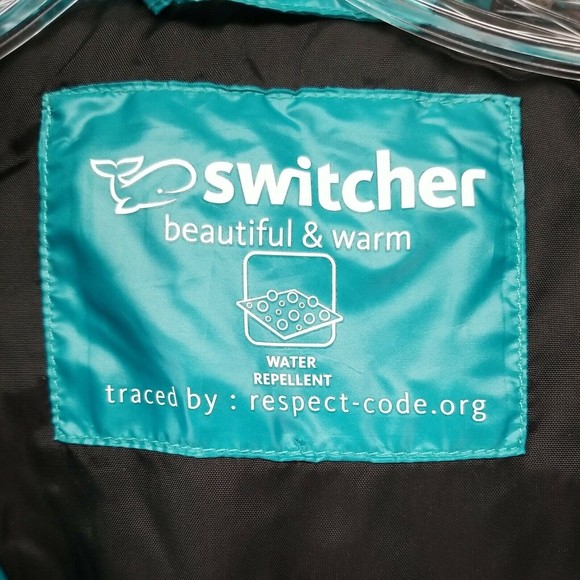 switcher
beautiful & warm
WATER
REPELLENT
traced by : respect-code.org